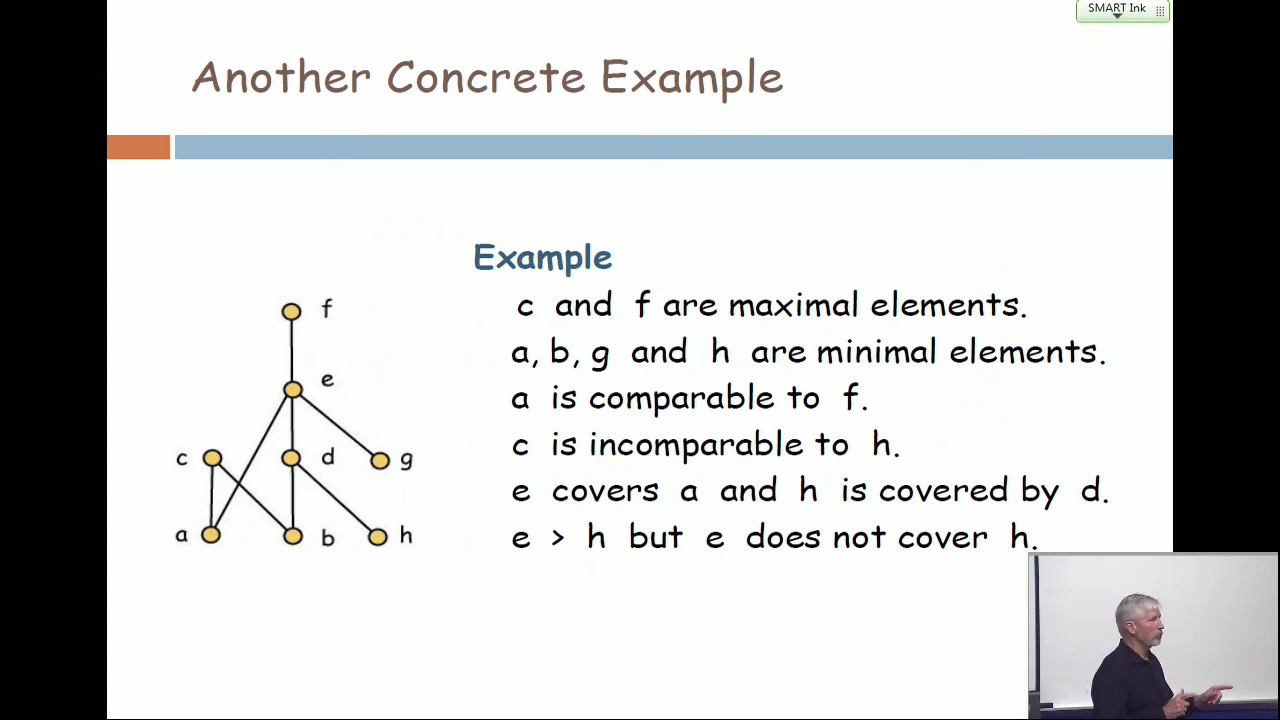 SMART Ink
Another Concrete Example
Example
c and f are maximal elements.
a, b, g and h are minimal elements.
a is comparable to f.
c is incomparable to h.
e covers a and h is covered by d.
e > h but e does not cover h.
f
e
c
d
g
a
b
h